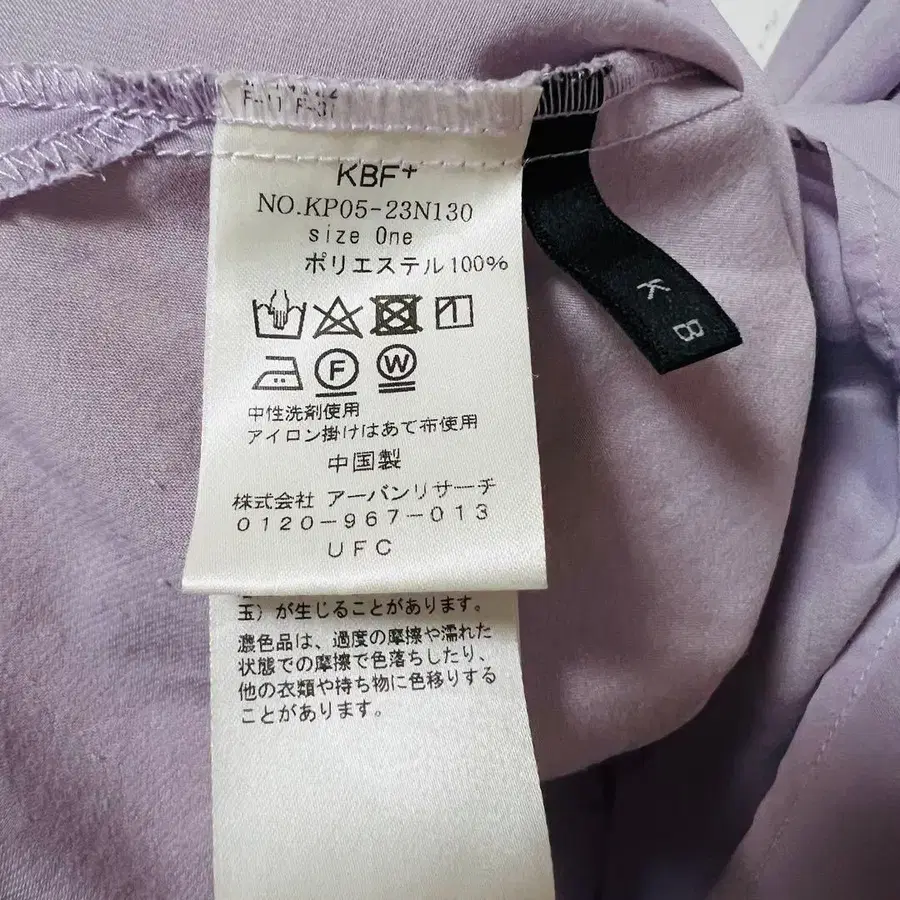 F-11 F-31
KBF+
NO.KP05-23N130
size One
ポリエステル100%
F
W
中性洗剤使用
アイロン掛けはあて布使用
中国製
株式会社 アーバンリサーチ
0120-967-013
UFC
玉）が生じることがあります。
濃色品は、過度の摩擦や濡れた
状態での摩擦で色落ちしたり、
他の衣類や持ち物に色移りする
ことがあります。
K B